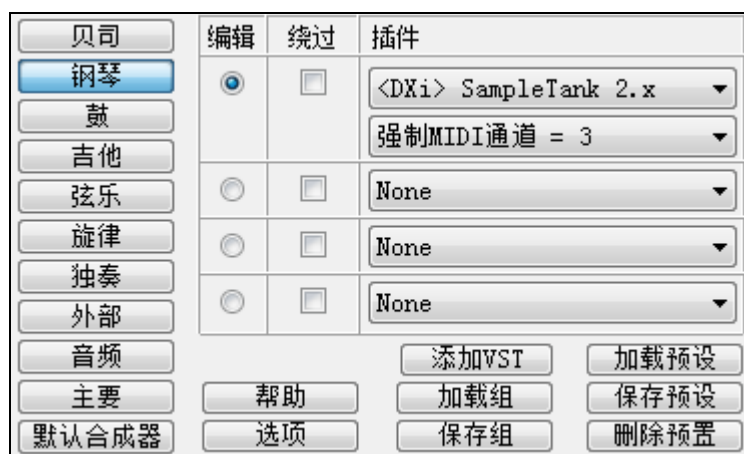 贝司 编辑 绕过 插件
钢琴 <DXi> SampleTank 2.x
鼓 强制MIDI通道 = 3
吉他
弦乐 None
旋律 None
独奏
外部 None
音频 添加VST 加载预设
主要 帮助 加载组 保存预设
默认合成器 选项 保存组 删除预置